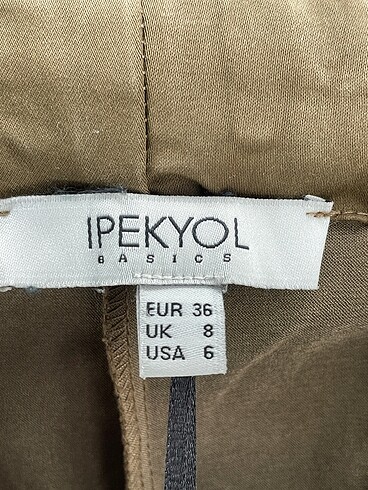 IPEKYOL
BASICS
EUR 36
UK 8
USA 6